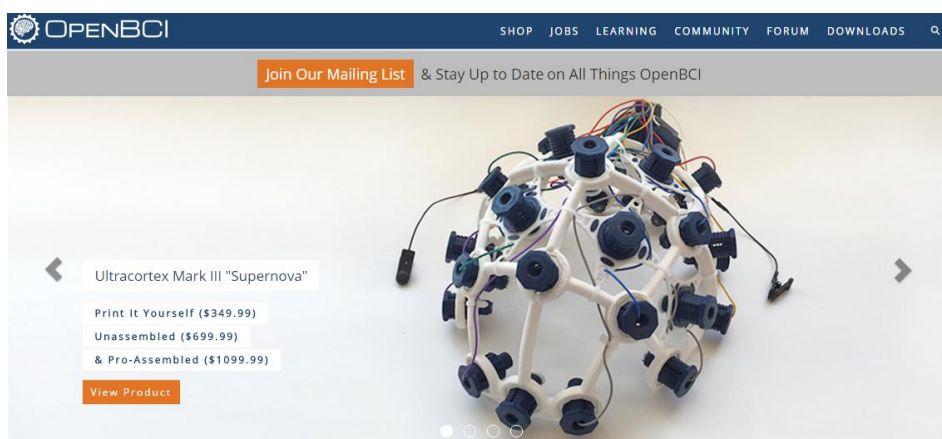 OPENBCI
SHOP JOBS LEARNING COMMUNITY FORUM DOWNLOADS
Join Our Mailing List & Stay Up to Date on All Things OpenBCI
Ultracortex Mark III "Supernova"
Print It Yourself ($349.99)
Unassembled ($699.99)
& Pro-Assembled ($1099.99)
View Product